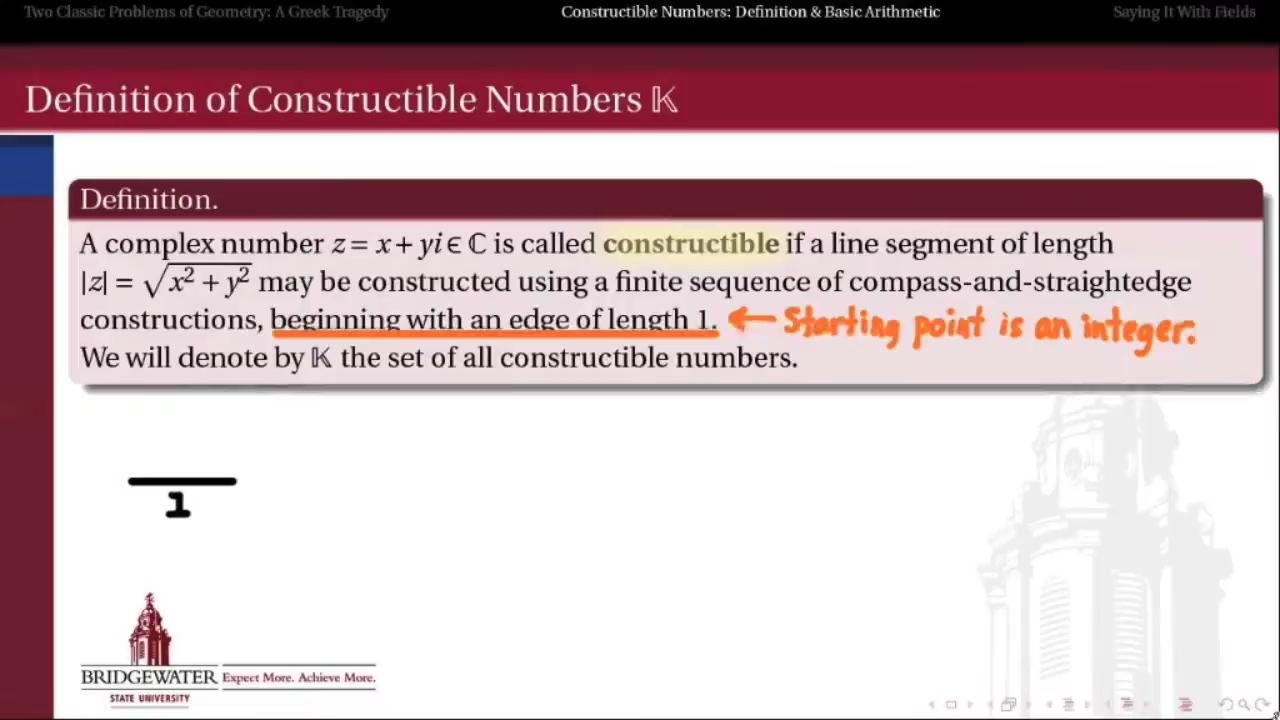 Two Classic Problems of Geometry: A Greek Tragedy
Constructible Numbers: Definition & Basic Arithmetic
Saying It With Fields
Definition of Constructible Numbers 𝕂
Definition.
A complex number z = x + yi ∈ ℂ is called constructible if a line segment of length
|z| = √(x² + y²) may be constructed using a finite sequence of compass-and-straightedge
constructions, beginning with an edge of length 1. ← Starting point is an integer.
We will denote by 𝕂 the set of all constructible numbers.
1
BRIDGEWATER
STATE UNIVERSITY
Expect More. Achieve More.